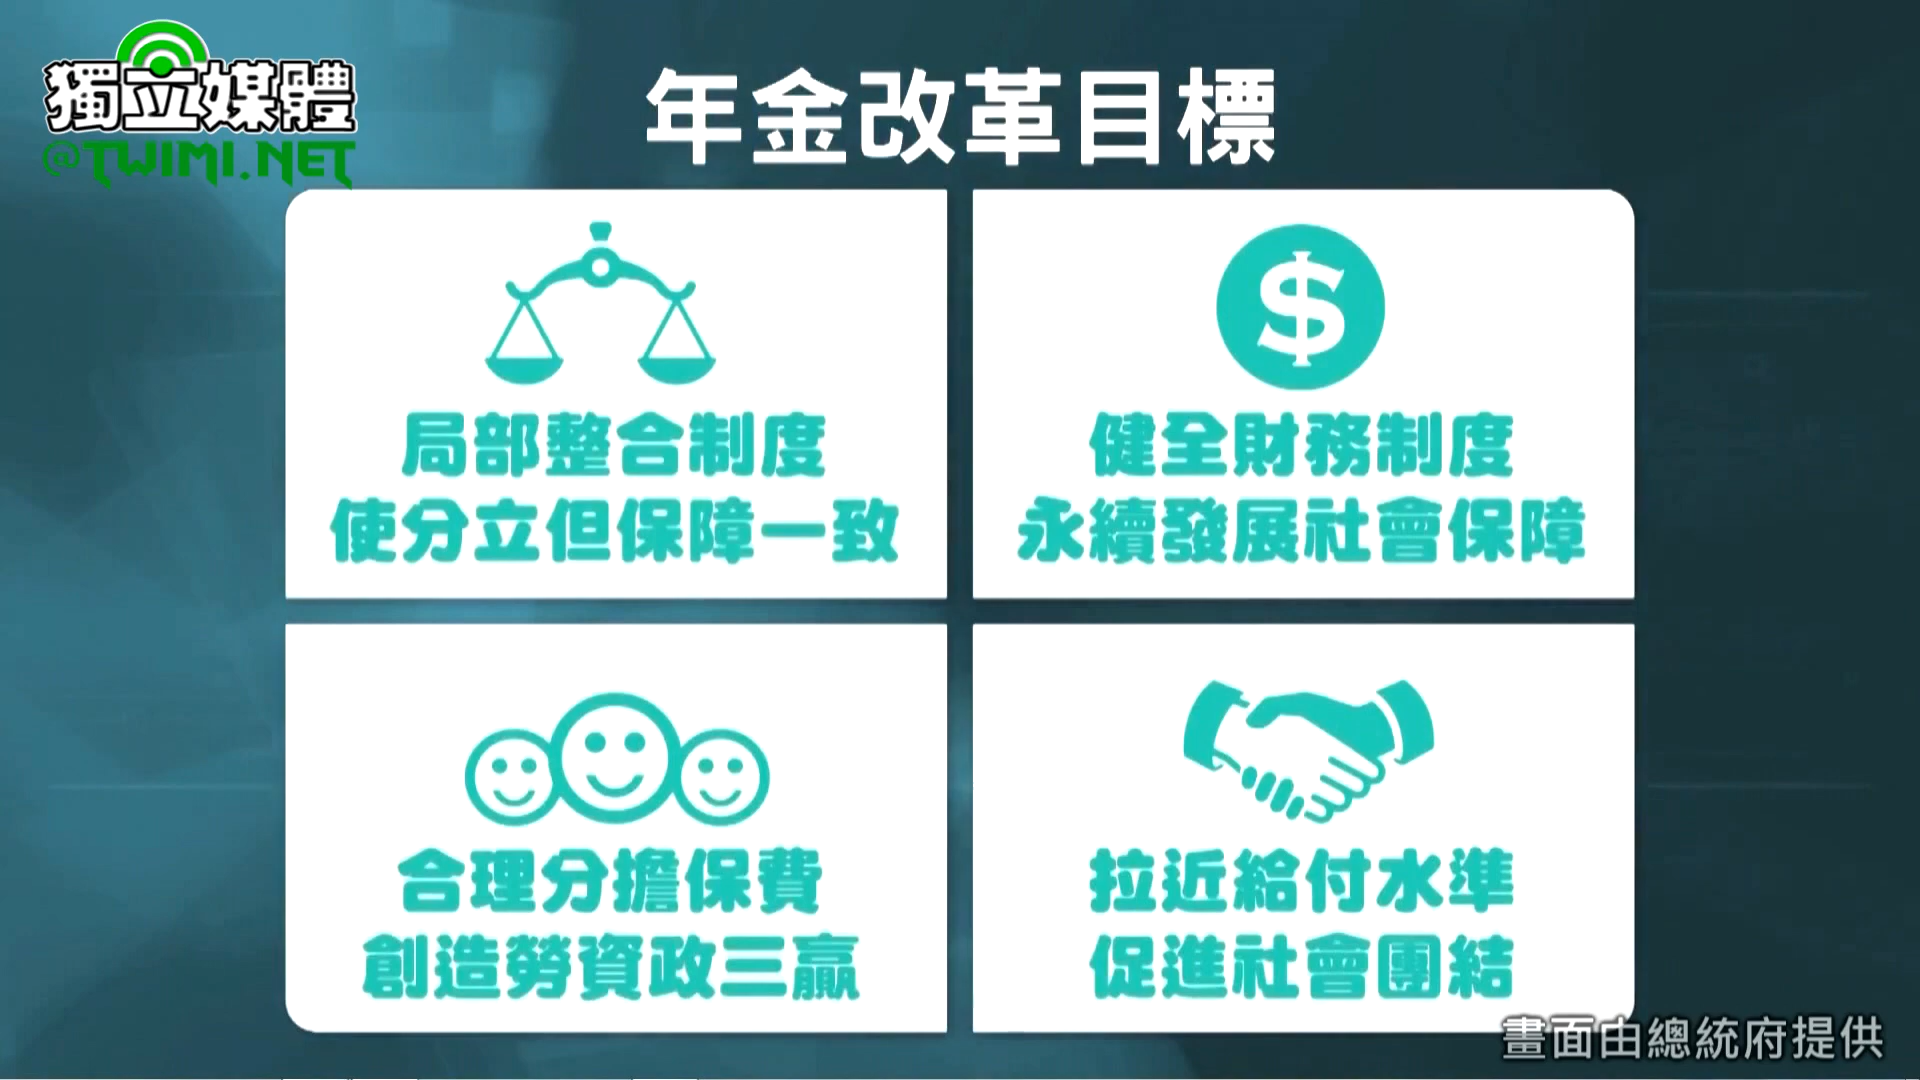 獨立媒體
@TWIMI.NET
年金改革目標
局部整合制度
使分立但保障一致
健全財務制度
永續發展社會保障
合理分擔保費
創造勞資政三贏
拉近給付水準
促進社會團結
畫面由總統府提供